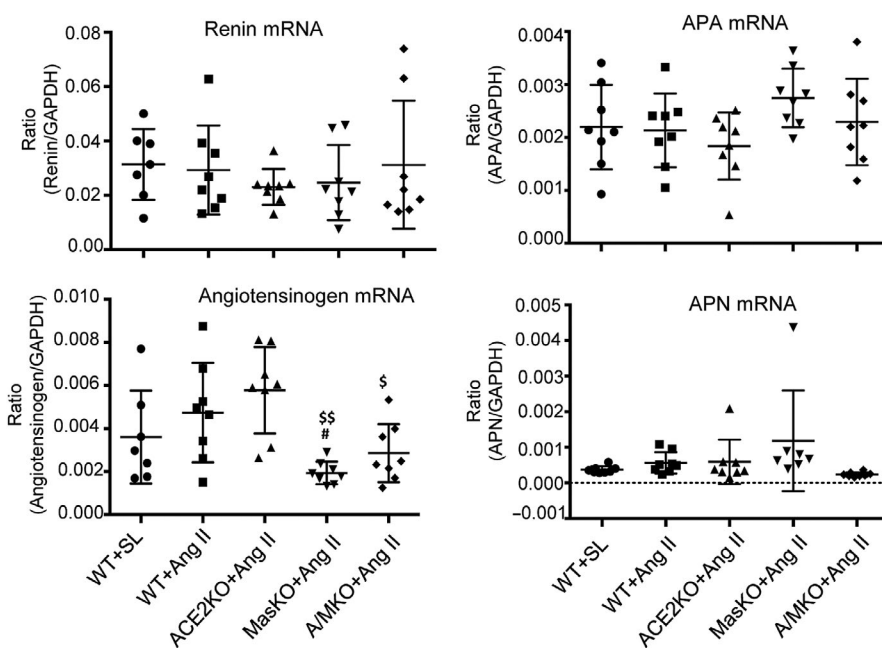 Renin mRNA
Ratio
(Renin/GAPDH)
0.08
0.06
0.04
0.02
0.00
APA mRNA
Ratio
(APA/GAPDH)
0.004
0.003
0.002
0.001
0.000
Angiotensinogen mRNA
Ratio
(Angiotensinogen/GAPDH)
0.010
0.008
0.006
0.004
0.002
0.000
$$
#
$
WT+SL
WT+Ang II
ACE2KO+Ang II
MasKO+Ang II
A/MKO+Ang II
APN mRNA
Ratio
(APN/GAPDH)
0.005
0.004
0.003
0.002
0.001
0.000
−0.001
WT+SL
WT+Ang II
ACE2KO+Ang II
MasKO+Ang II
A/MKO+Ang II